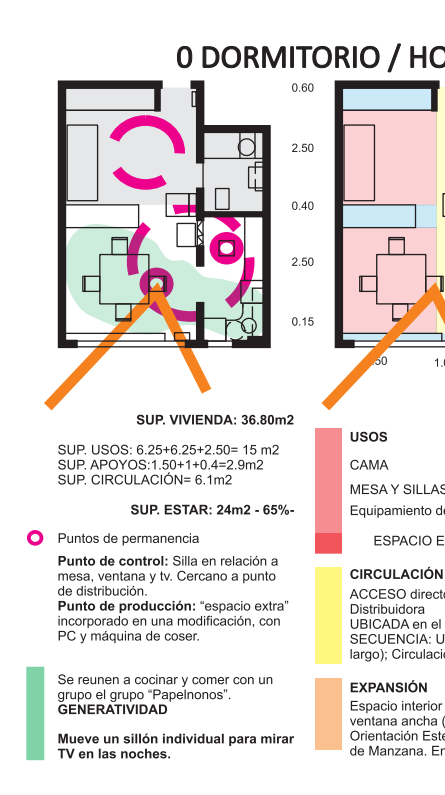 0 DORMITORIO / HO
0.60
2.50
0.40
2.50
0.15
50
1.
SUP. VIVIENDA: 36.80m2
SUP. USOS: 6.25+6.25+2.50= 15 m2
SUP. APOYOS:1.50+1+0.4=2.9m2
SUP. CIRCULACIÓN= 6.1m2
SUP. ESTAR: 24m2 - 65%-
Puntos de permanencia
Punto de control: Silla en relación a
mesa, ventana y tv. Cercano a punto
de distribución.
Punto de producción: “espacio extra”
incorporado en una modificación, con
PC y máquina de coser.
Se reunen a cocinar y comer con un
grupo el grupo “Papelnonos”.
GENERATIVIDAD
Mueve un sillón individual para mirar
TV en las noches.
USOS
CAMA
MESA Y SILLAS
Equipamiento de
ESPACIO E
CIRCULACIÓN
ACCESO directo
Distribuidora
UBICADA en el
SECUENCIA: U
largo); Circulació
EXPANSIÓN
Espacio interior
ventana ancha (
Orientación Este
de Manzana. En